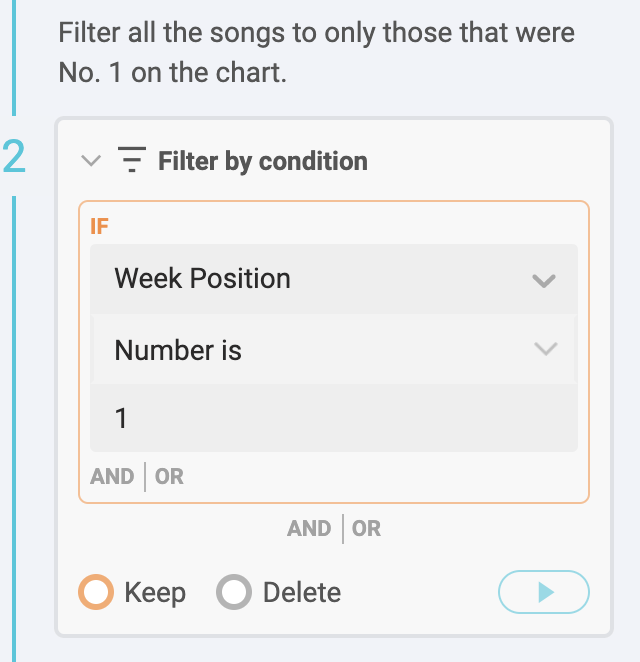 Filter all the songs to only those that were
No. 1 on the chart.
2
Filter by condition
IF
Week Position
Number is
1
AND OR
AND OR
Keep Delete